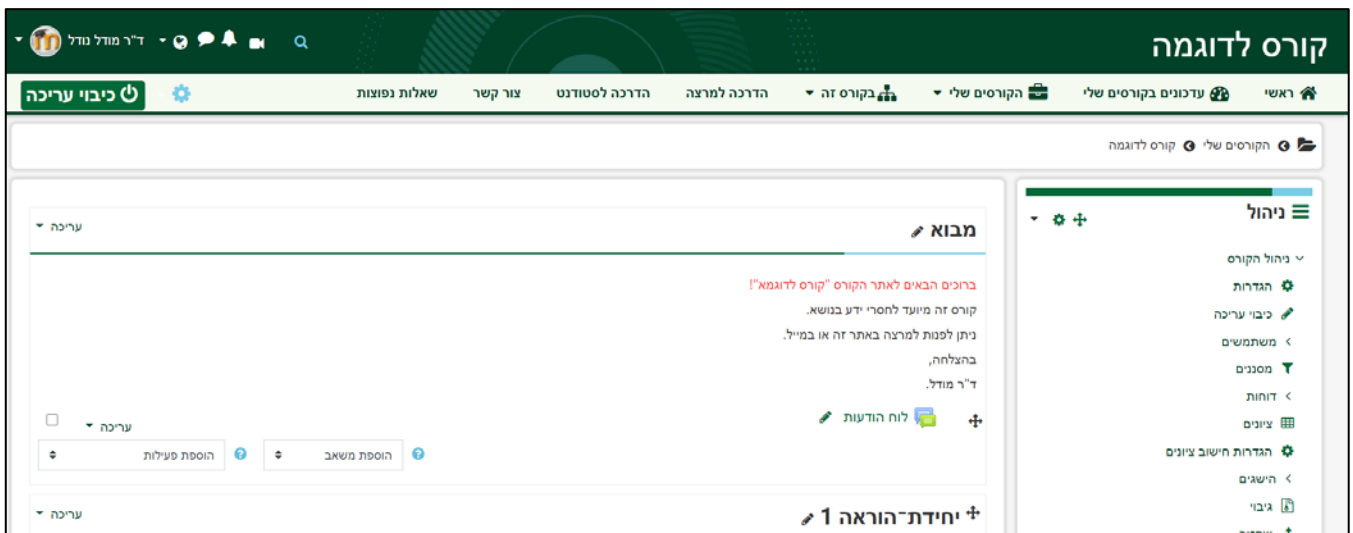 קורס לדוגמה
ד"ר מודל נודל
ראשי
עדכונים בקורסים שלי
הקורסים שלי
בקורס זה
הדרכה למרצה
הדרכה לסטודנט
צור קשר
שאלות נפוצות
כיבוי עריכה
הקורסים שלי
קורס לדוגמה
ניהול
ניהול הקורס
הגדרות
כיבוי עריכה
משתמשים
מסננים
דוחות
ציונים
הגדרות חישוב ציונים
הישגים
גיבוי
מבוא
עריכה
ברוכים הבאים לאתר הקורס "קורס לדוגמא"!
קורס זה מיועד לחסרי ידע בנושא.
ניתן לפנות למרצה באתר זה או במייל.
בהצלחה,
ד"ר מודל.
לוח הודעות
עריכה
הוספת משאב
הוספת פעילות
יחידת־הוראה 1
עריכה